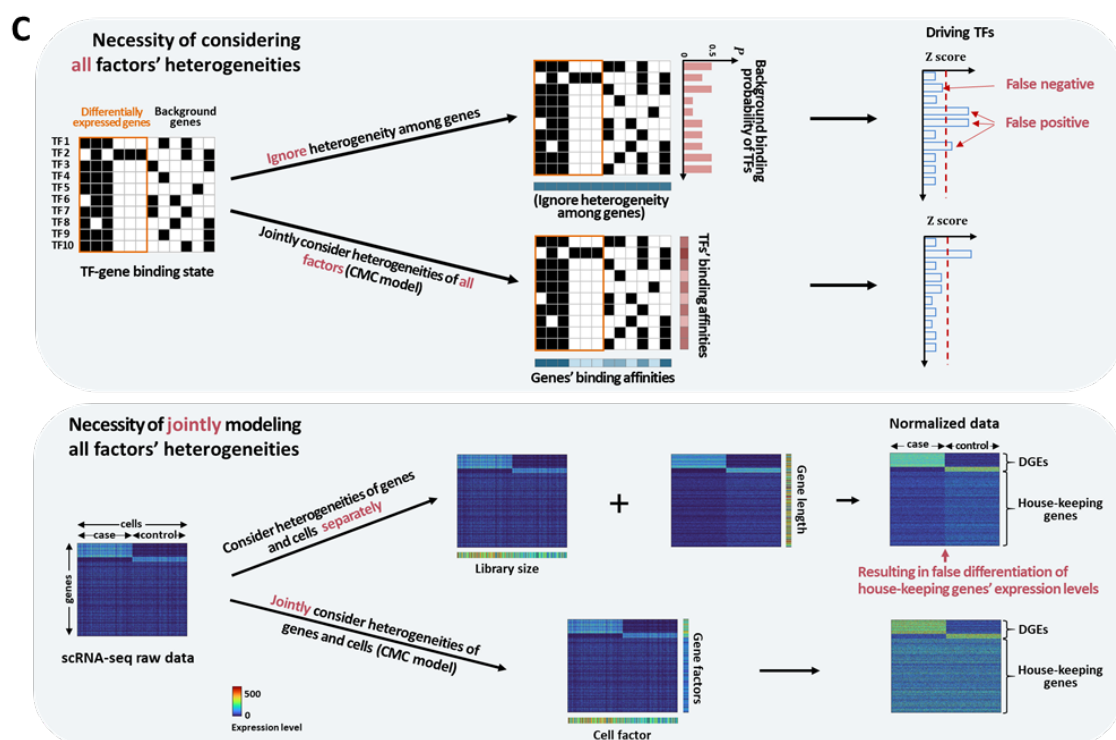 C
Necessity of considering
all factors' heterogeneities
Differentially
expressed genes
Background
genes
TF1
TF2
TF3
TF4
TF5
TF6
TF7
TF8
TF9
TF10
TF-gene binding state
Ignore heterogeneity among genes
Jointly consider heterogeneities of all
factors (CMC model)
0
0.5
P
Background binding
probability of TFs
(Ignore heterogeneity
among genes)
TFs' binding
affinities
Genes' binding affinities
Driving TFs
Z score
False negative
False positive
Z score
Necessity of jointly modeling
all factors' heterogeneities
cells
case
control
genes
scRNA-seq raw data
500
0
Expression level
Consider heterogeneities of genes
and cells separately
Jointly consider heterogeneities of
genes and cells (CMC model)
Library size
+
Gene length
Cell factor
Gene factors
Normalized data
case
control
DGEs
House-keeping
genes
Resulting in false differentiation of
house-keeping genes' expression levels
DGEs
House-keeping
genes